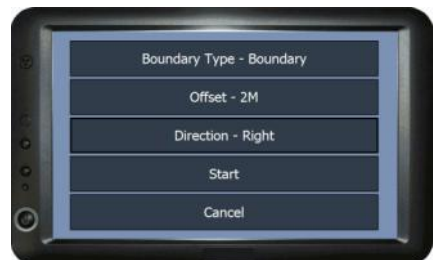 Boundary Type - Boundary
Offset - 2M
Direction - Right
Start
Cancel